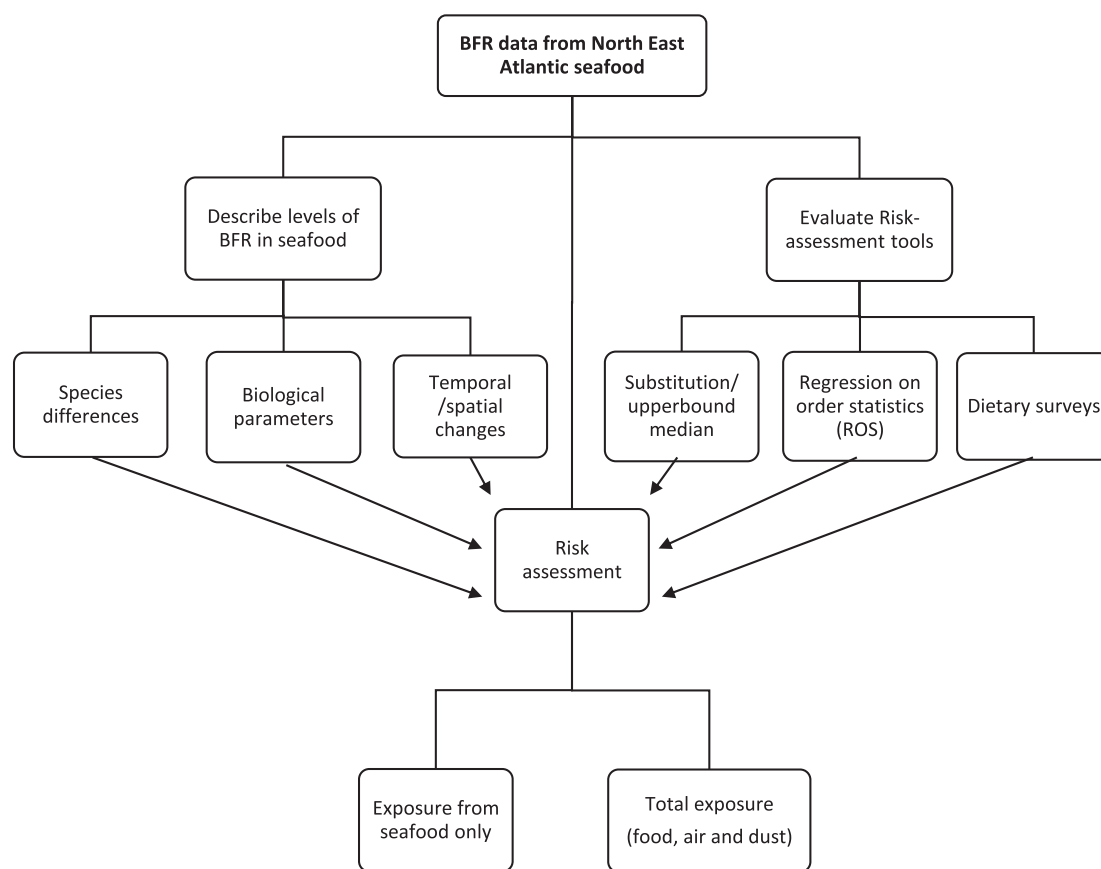 BFR data from North East
Atlantic seafood
Describe levels of
BFR in seafood
Evaluate Risk-
assessment tools
Species
differences
Biological
parameters
Temporal
/spatial
changes
Substitution/
upperbound
median
Regression on
order statistics
(ROS)
Dietary surveys
Risk
assessment
Exposure from
seafood only
Total exposure
(food, air and dust)